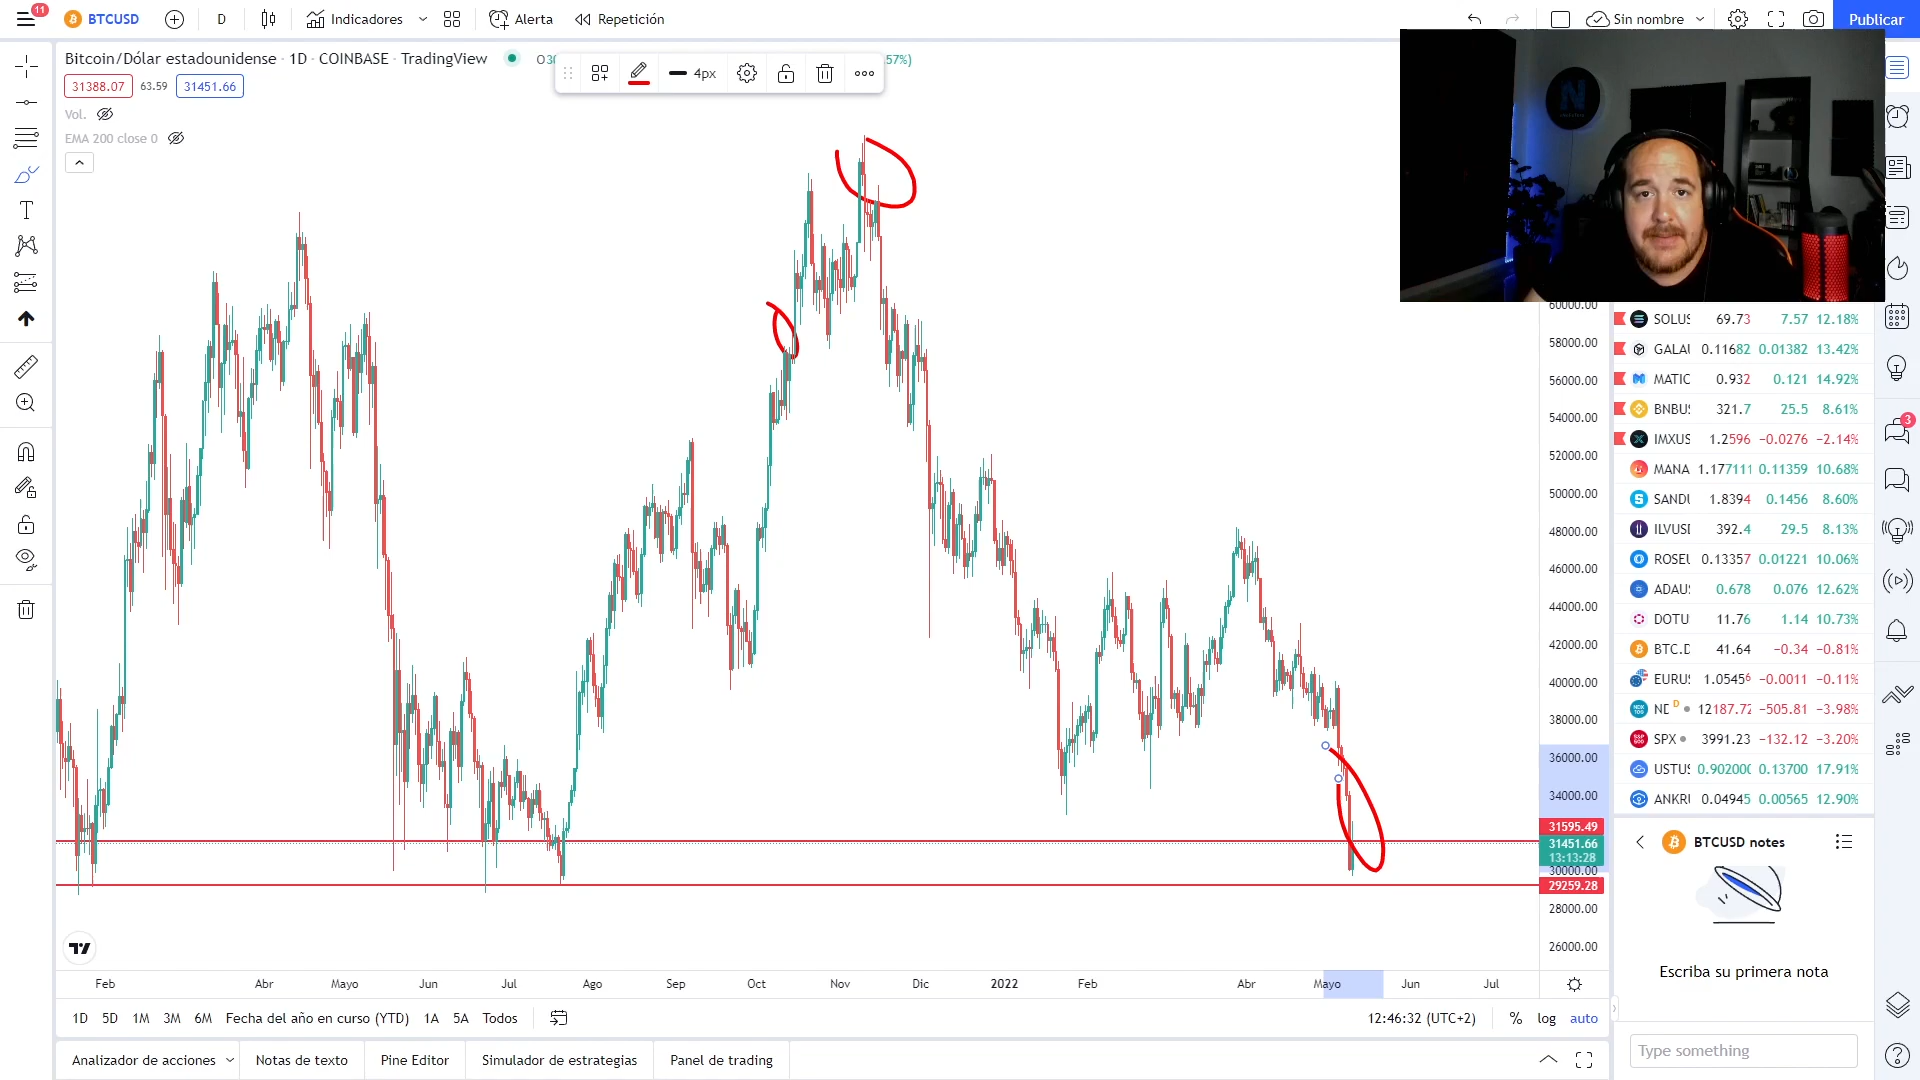 11
BTCUSD
D
Indicadores
Alerta
Repetición
Sin nombre
Publicar
Bitcoin/Dólar estadounidense · 1D · COINBASE · TradingView
4px
.57%)
31388.07 63.59 31451.66
Vol.
EMA 200 close 0
60000.00
58000.00
56000.00
54000.00
52000.00
50000.00
48000.00
46000.00
44000.00
42000.00
40000.00
38000.00
36000.00
34000.00
31595.49
31451.66
13:13:28
30000.00
29259.28
28000.00
26000.00
SOLUS 69.73 7.57 12.18%
GALAU 0.11682 0.01382 13.42%
MATIC 0.932 0.121 14.92%
BNBUS 321.7 25.5 8.61%
IMXUS 1.2596 −0.0276 −2.14%
MANA 1.177111 0.11359 10.68%
SANDU 1.8394 0.1456 8.60%
ILVUSI 392.4 29.5 8.13%
ROSEU 0.13357 0.01221 10.06%
ADAUS 0.678 0.076 12.62%
DOTU 11.76 1.14 10.73%
BTC.D 41.64 −0.34 −0.81%
EURUS 1.05456 −0.0011 −0.11%
D 12187.72 −505.81 −3.98%
SPX 3991.23 −132.12 −3.20%
USTUS 0.902000 0.13700 17.91%
ANKRU 0.04945 0.00565 12.90%
3
BTCUSD notes
Escriba su primera nota
Type something
Feb Abr Mayo Jun Jul Ago Sep Oct Nov Dic 2022 Feb Abr Mayo Jun Jul
1D 5D 1M 3M 6M Fecha del año en curso (YTD) 1A 5A Todos
12:46:32 (UTC+2) % log auto
Analizador de acciones Notas de texto Pine Editor Simulador de estrategias Panel de trading